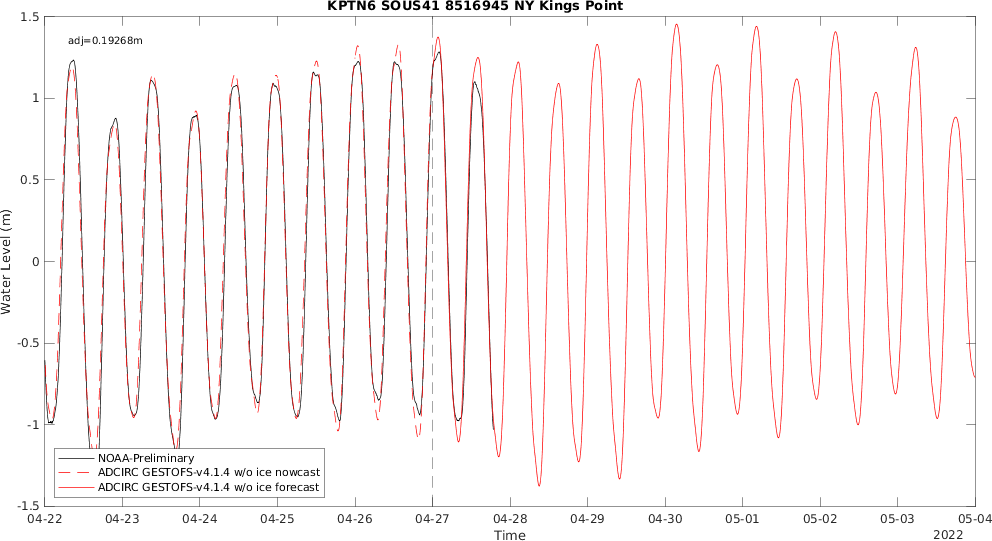 KPTN6 SOUS41 8516945 NY Kings Point
adj=0.19268m
1.5
1
0.5
0
-0.5
-1
-1.5
Water Level (m)
NOAA-Preliminary
ADCIRC GESTOFS-v4.1.4 w/o ice nowcast
ADCIRC GESTOFS-v4.1.4 w/o ice forecast
04-22 04-23 04-24 04-25 04-26 04-27 04-28 04-29 04-30 05-01 05-02 05-03 05-04
Time
2022